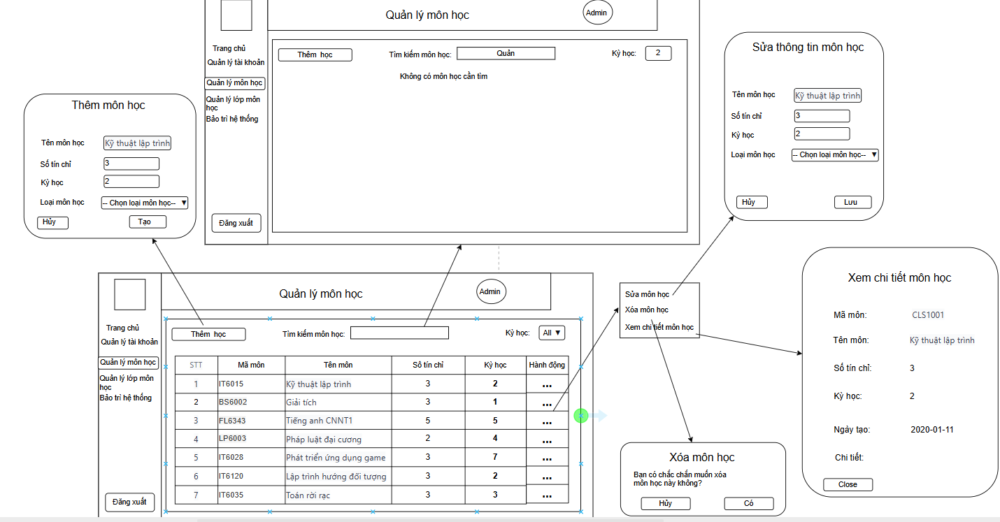 Quản lý môn học
Admin
Trang chủ
Quản lý tài khoản
Quản lý môn học
Quản lý lớp môn
học
Bảo trì hệ thống
Đăng xuất
Thêm học
Tìm kiếm môn học:
Quản
Kỳ học:
2
Không có môn học cần tìm
Thêm môn học
Tên môn học
Kỹ thuật lập trình
Số tín chỉ
3
Kỳ học
2
Loại môn học
-- Chọn loại môn học-- ▼
Hủy
Tạo
Sửa thông tin môn học
Tên môn học
Kỹ thuật lập trình
Số tín chỉ
3
Kỳ học
2
Loại môn học
-- Chọn loại môn học-- ▼
Hủy
Lưu
Quản lý môn học
Admin
Trang chủ
Quản lý tài khoản
Quản lý môn học
Quản lý lớp môn
học
Bảo trì hệ thống
Đăng xuất
Thêm học
Tìm kiếm môn học:
Kỳ học:
All ▼
STT Mã môn Tên môn Số tín chỉ Kỳ học Hành động
1 IT6015 Kỹ thuật lập trình 3 2 ...
2 BS6002 Giải tích 3 1 ...
3 FL6343 Tiếng anh CNNT1 5 5 ...
4 LP6003 Pháp luật đại cương 2 4 ...
5 IT6028 Phát triển ứng dụng game 3 7 ...
6 IT6120 Lập trình hướng đối tượng 3 2 ...
7 IT6035 Toán rời rạc 3 3 ...
Sửa môn học
Xóa môn học
Xem chi tiết môn học
Xóa môn học
Bạn có chắc chắn muốn xóa
môn học này không?
Hủy
Có
Xem chi tiết môn học
Mã môn: CLS1001
Tên môn: Kỹ thuật lập trình
Số tín chỉ: 3
Kỳ học: 2
Ngày tạo: 2020-01-11
Chi tiết:
Close